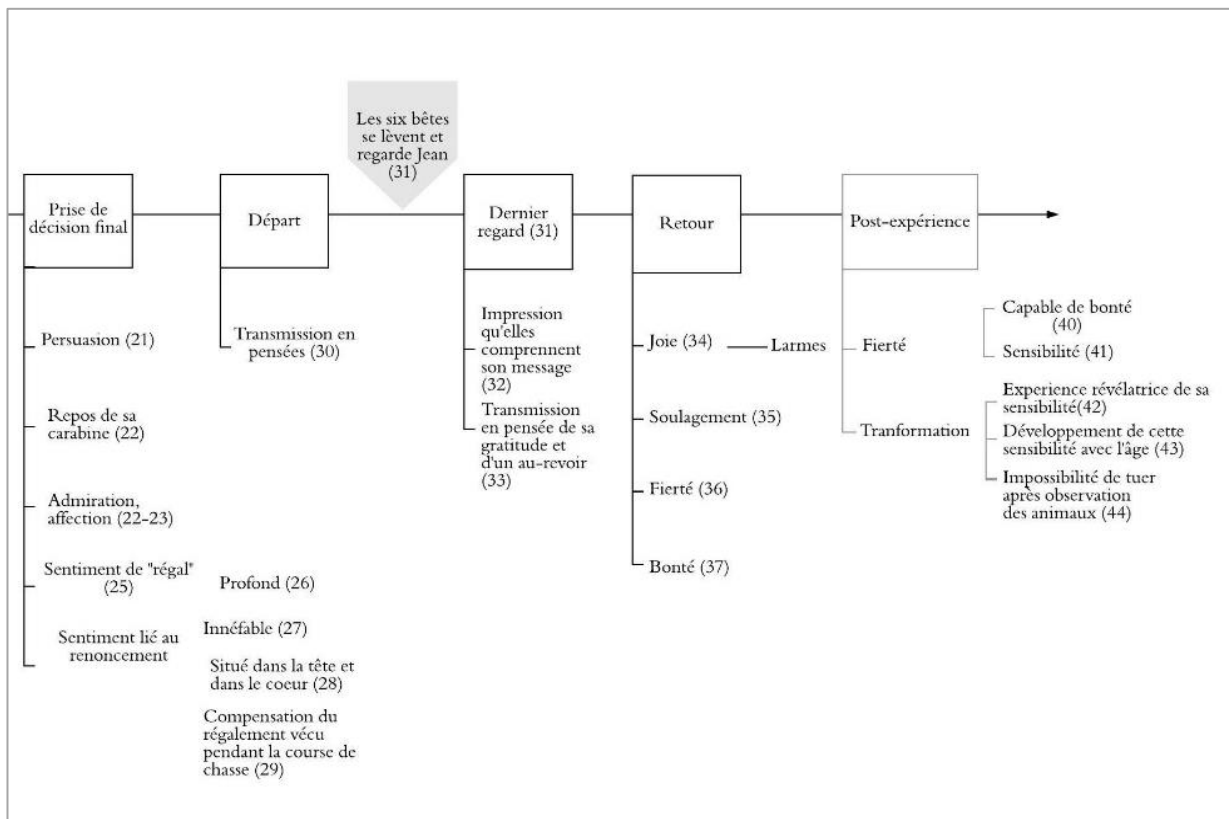 Les six bêtes
se lèvent et
regarde Jean
(31)
Prise de
décision final
Départ
Dernier
regard (31)
Retour
Post-expérience
Persuasion (21)
Repos de sa
carabine (22)
Admiration,
affection (22-23)
Sentiment de "régal"
(25)
Sentiment lié au
renoncement
Transmission en
pensées (30)
Profond (26)
Innéfable (27)
Situé dans la tête et
dans le coeur (28)
Compensation du
régalement vécu
pendant la course de
chasse (29)
Impression
qu'elles
comprennent
son message
(32)
Transmission
en pensée de sa
gratitude et
d'un au-revoir
(33)
Joie (34)
Larmes
Soulagement (35)
Fierté (36)
Bonté (37)
Fierté
Capable de bonté
(40)
Sensibilité (41)
Tranformation
Experience révélatrice de sa
sensibilité(42)
Développement de cette
sensibilité avec l'âge (43)
Impossibilité de tuer
après observation
des animaux (44)